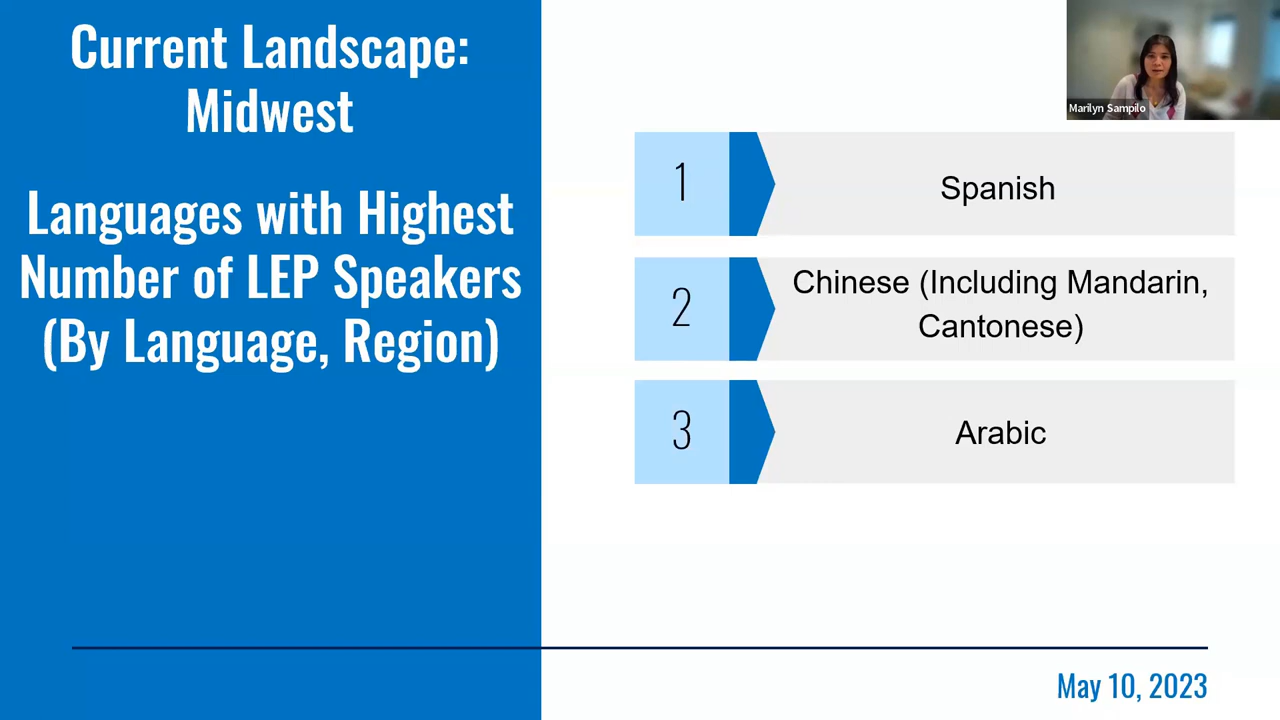 Current Landscape:
Midwest
Languages with Highest
Number of LEP Speakers
(By Language, Region)
Marilyn Sampilo
1
Spanish
2
Chinese (Including Mandarin,
Cantonese)
3
Arabic
May 10, 2023